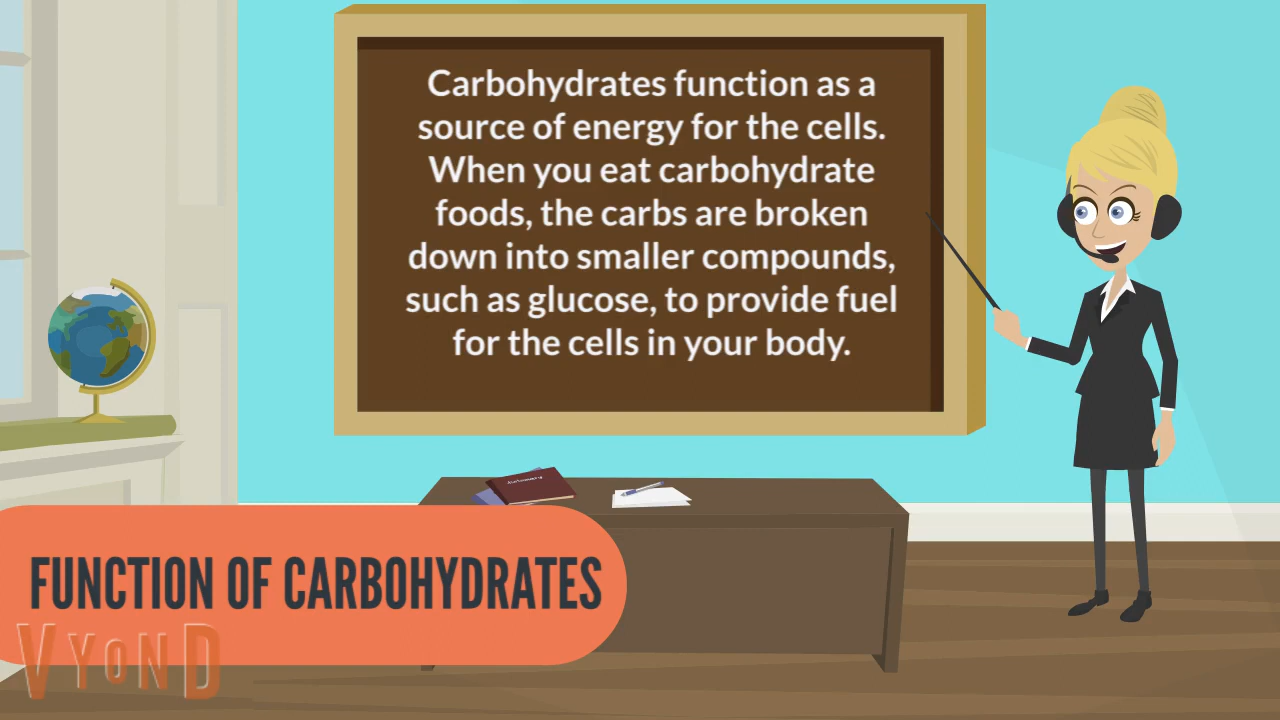 Carbohydrates function as a
source of energy for the cells.
When you eat carbohydrate
foods, the carbs are broken
down into smaller compounds,
such as glucose, to provide fuel
for the cells in your body.
FUNCTION OF CARBOHYDRATES
VYOND